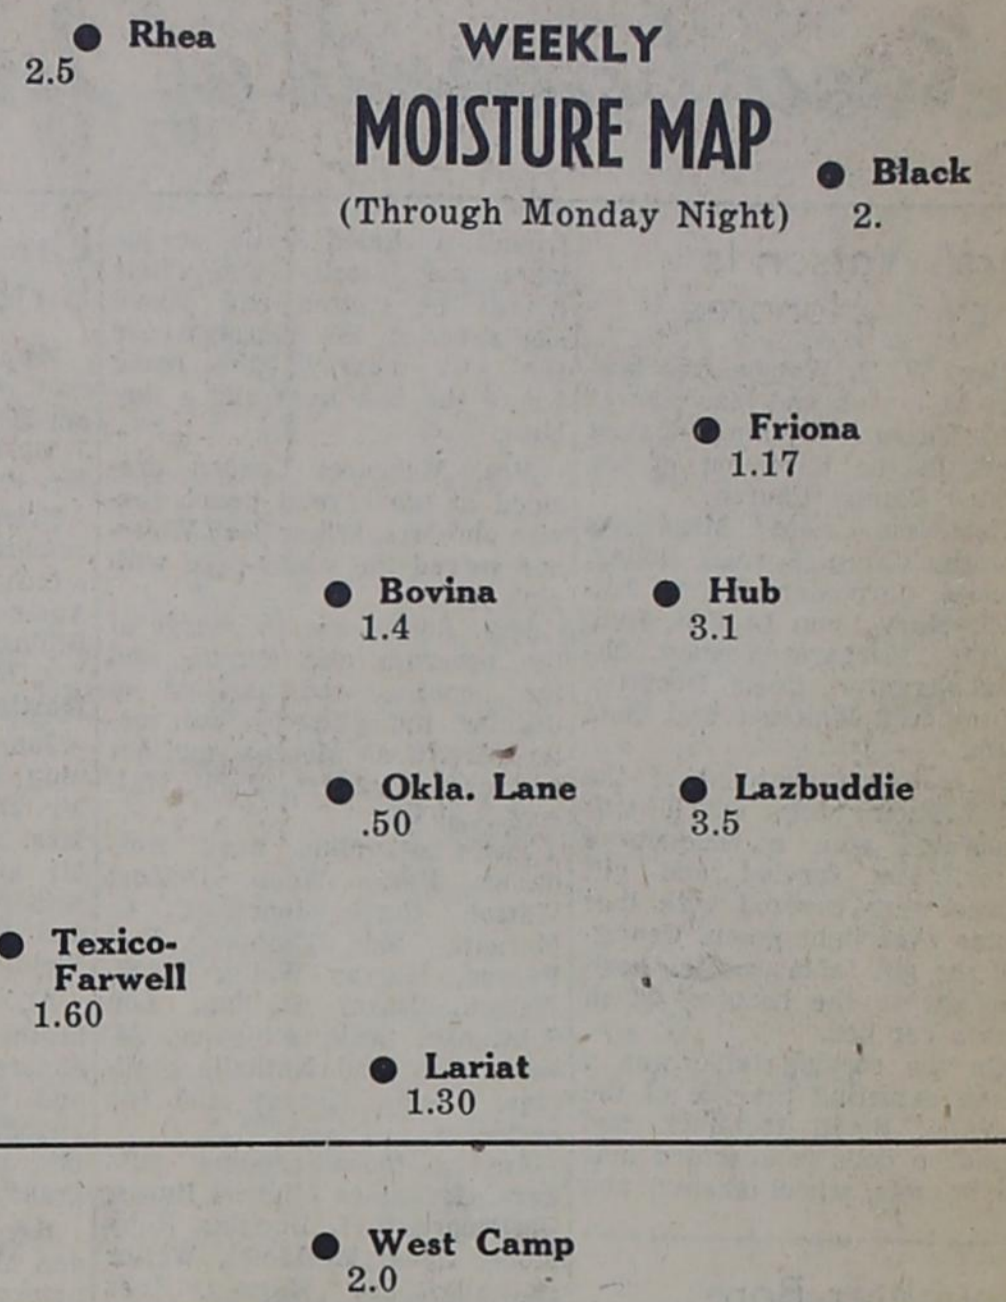 Rhea
2.5
WEEKLY
MOISTURE MAP
(Through Monday Night)
Black
2.
Friona
1.17
Bovina
1.4
Hub
3.1
Okla. Lane
.50
Lazbuddie
3.5
Texico-
Farwell
1.60
Lariat
1.30
West Camp
2.0